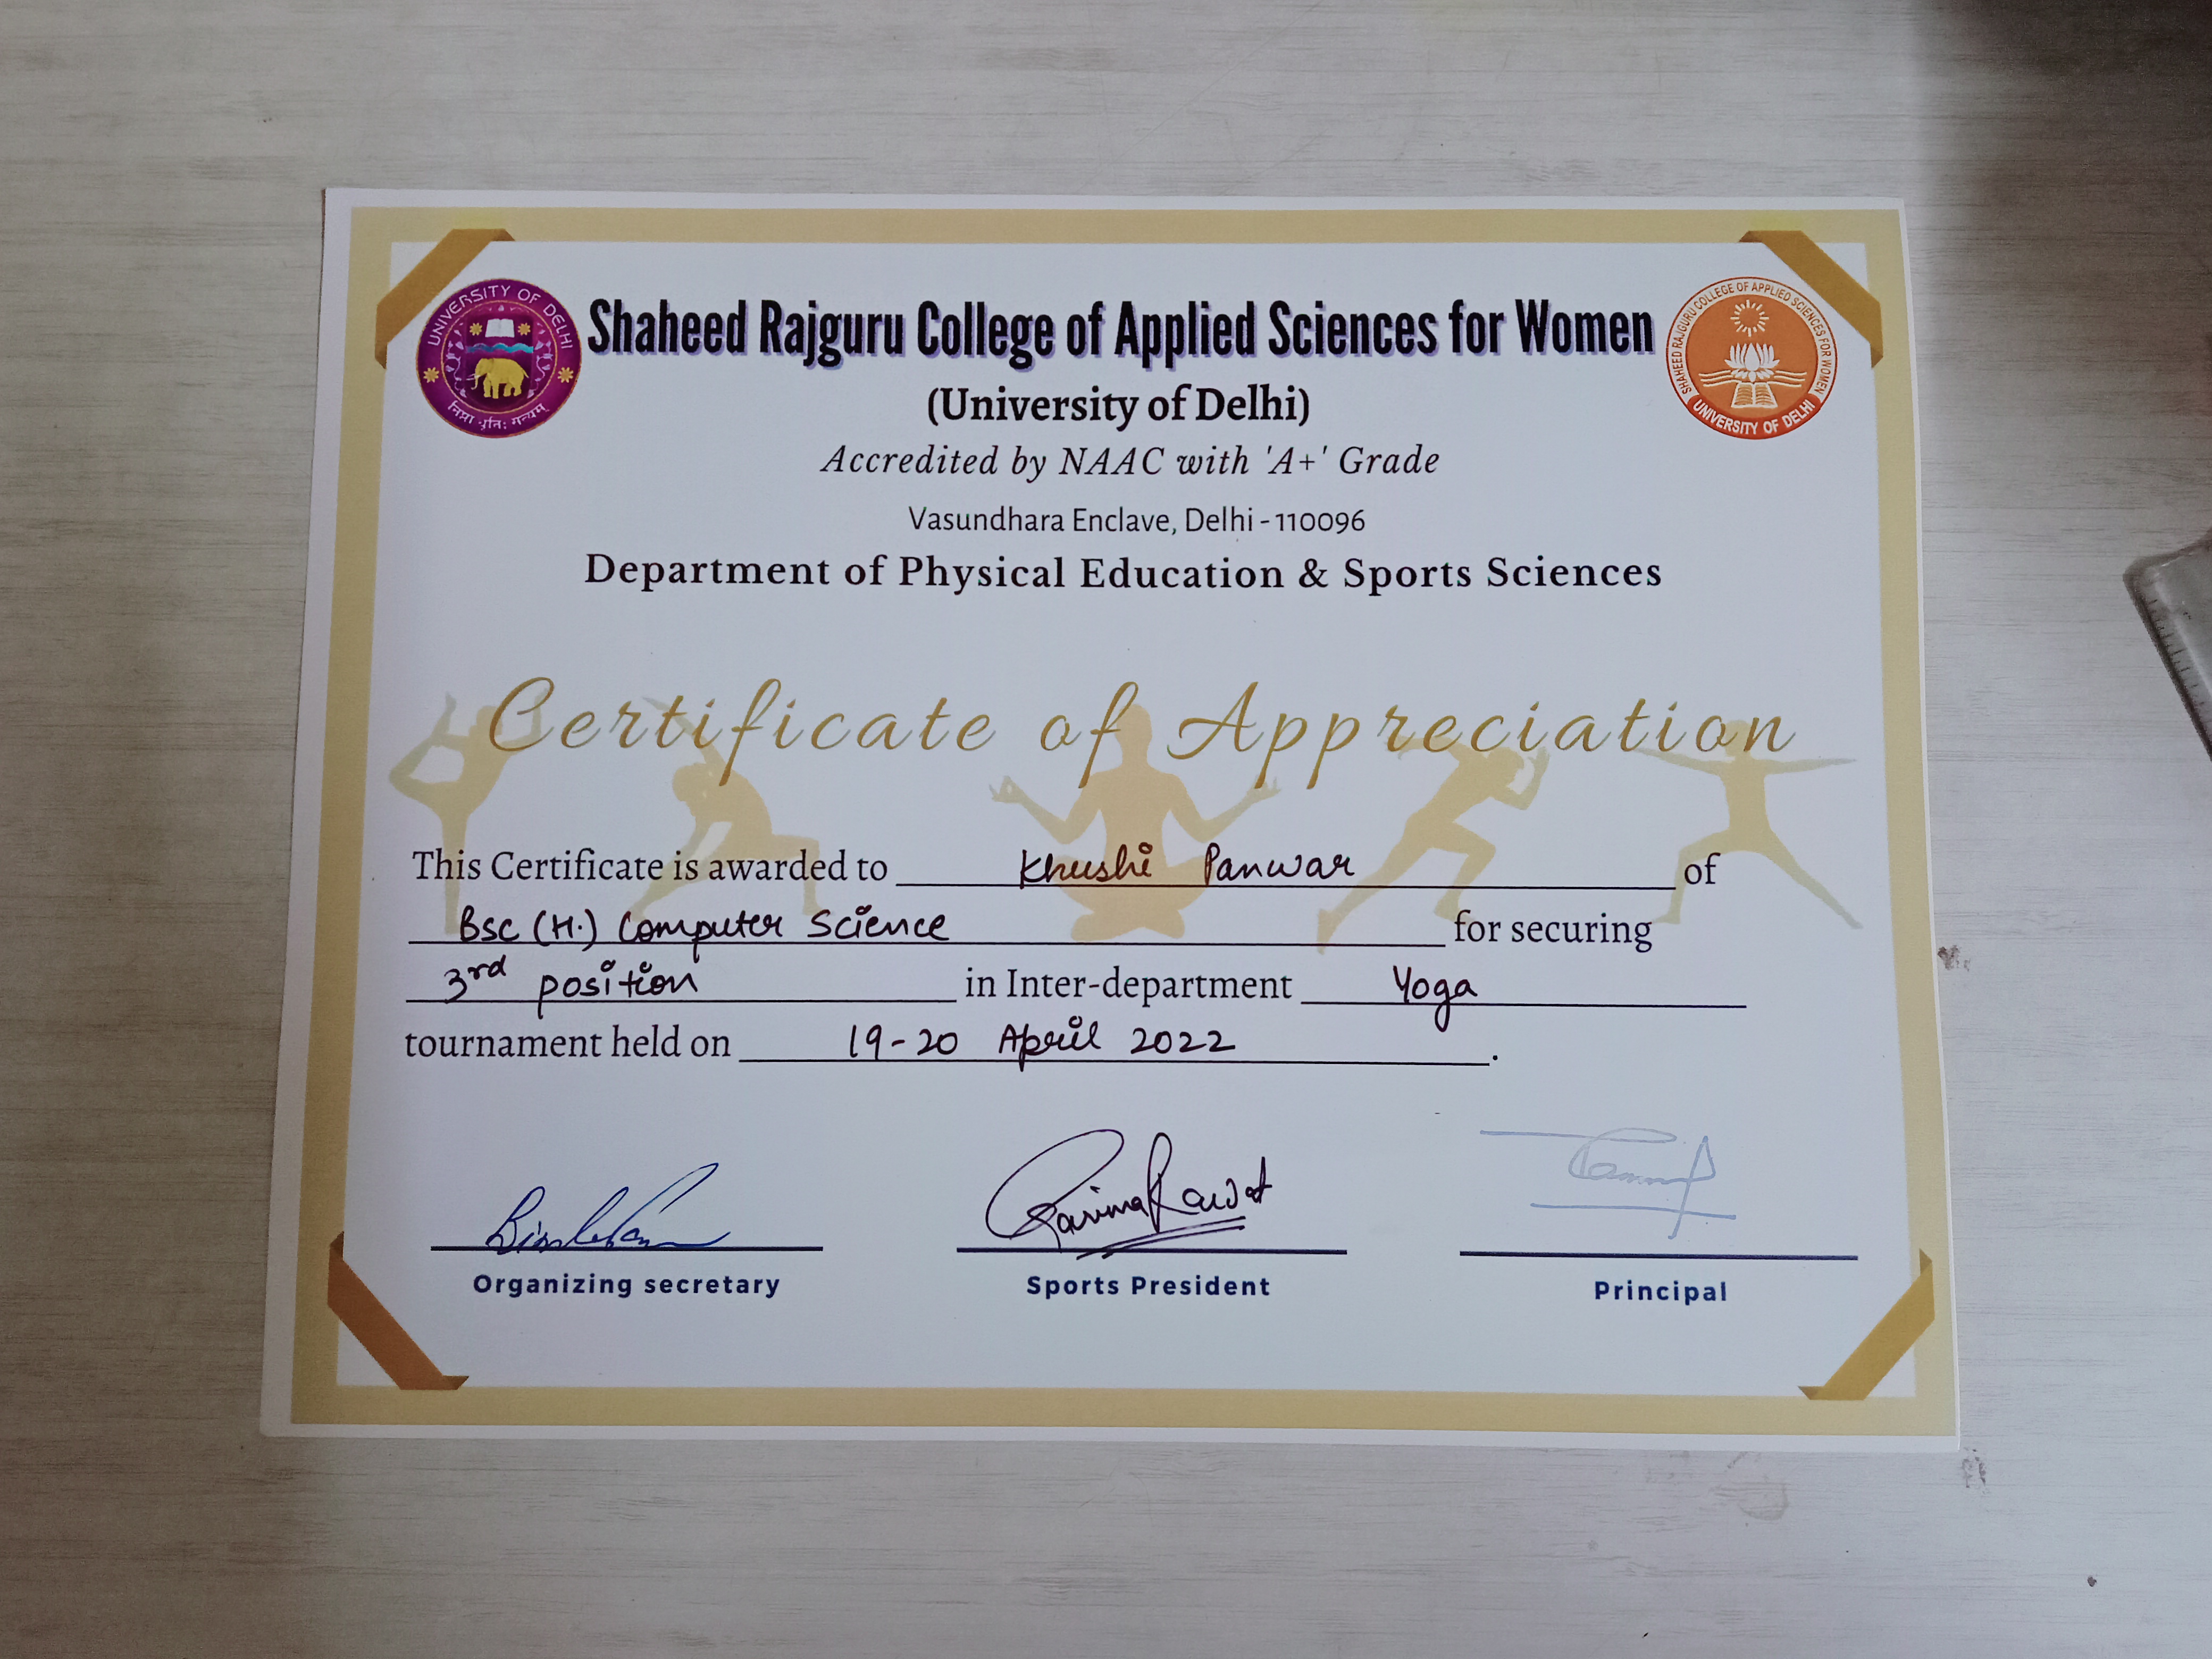 UNIVERSITY OF DELHI
Shaheed Rajguru College of Applied Sciences for Women
SHAHEED RAJGURU COLLEGE OF APPLIED SCIENCES FOR WOMEN
UNIVERSITY OF DELHI
(University of Delhi)
Accredited by NAAC with 'A+' Grade
Vasundhara Enclave, Delhi - 110096
Department of Physical Education & Sports Sciences
Certificate of Appreciation
This Certificate is awarded to Khushi Panwar of
BSC (H.) Computer Science for securing
3rd position in Inter-department Yoga
tournament held on 19-20 April 2022.
Garima Rawat
Organizing secretary Sports President Principal